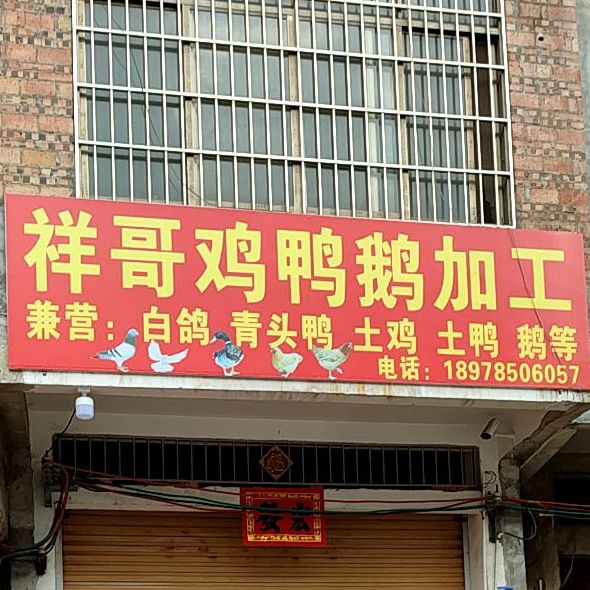 祥哥鸡鸭鹅加工
兼营：白鸽 青头鸭 土鸡 土鸭 鹅等
电话：18978506057